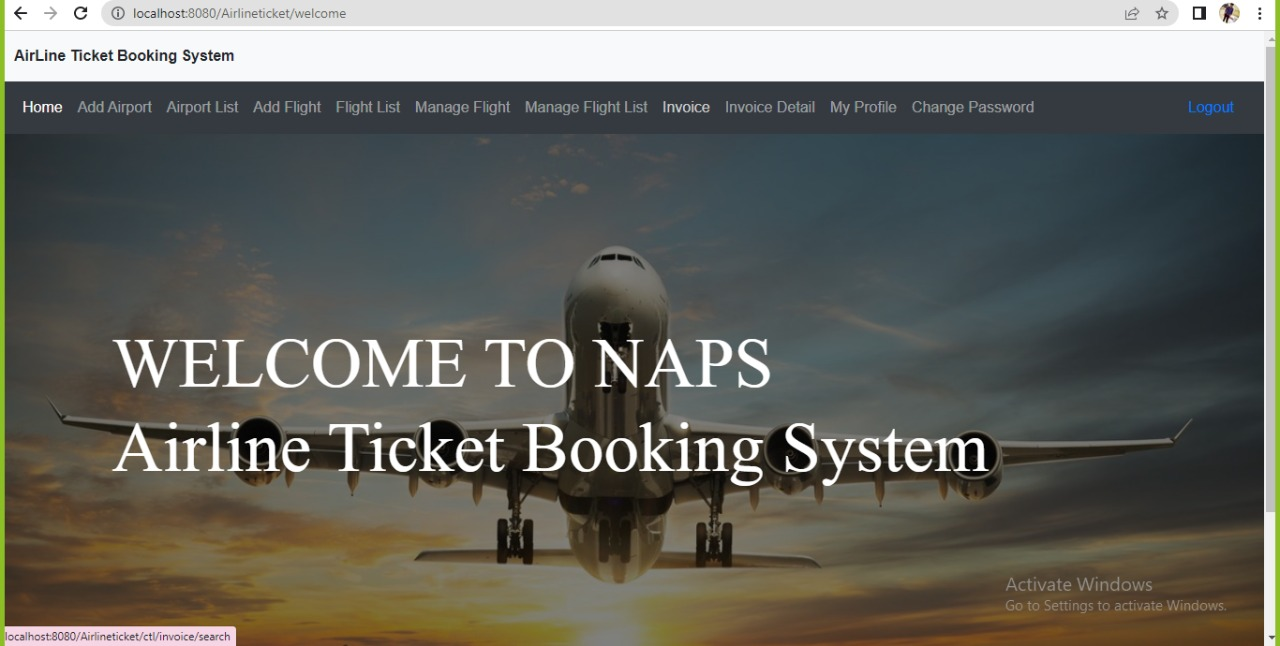 localhost:8080/Airlineticket/welcome
AirLine Ticket Booking System
Home Add Airport Airport List Add Flight Flight List Manage Flight Manage Flight List Invoice Invoice Detail My Profile Change Password Logout
WELCOME TO NAPS
Airline Ticket Booking System
Activate Windows
Go to Settings to activate Windows.
localhost:8080/Airlineticket/ctl/invoice/search